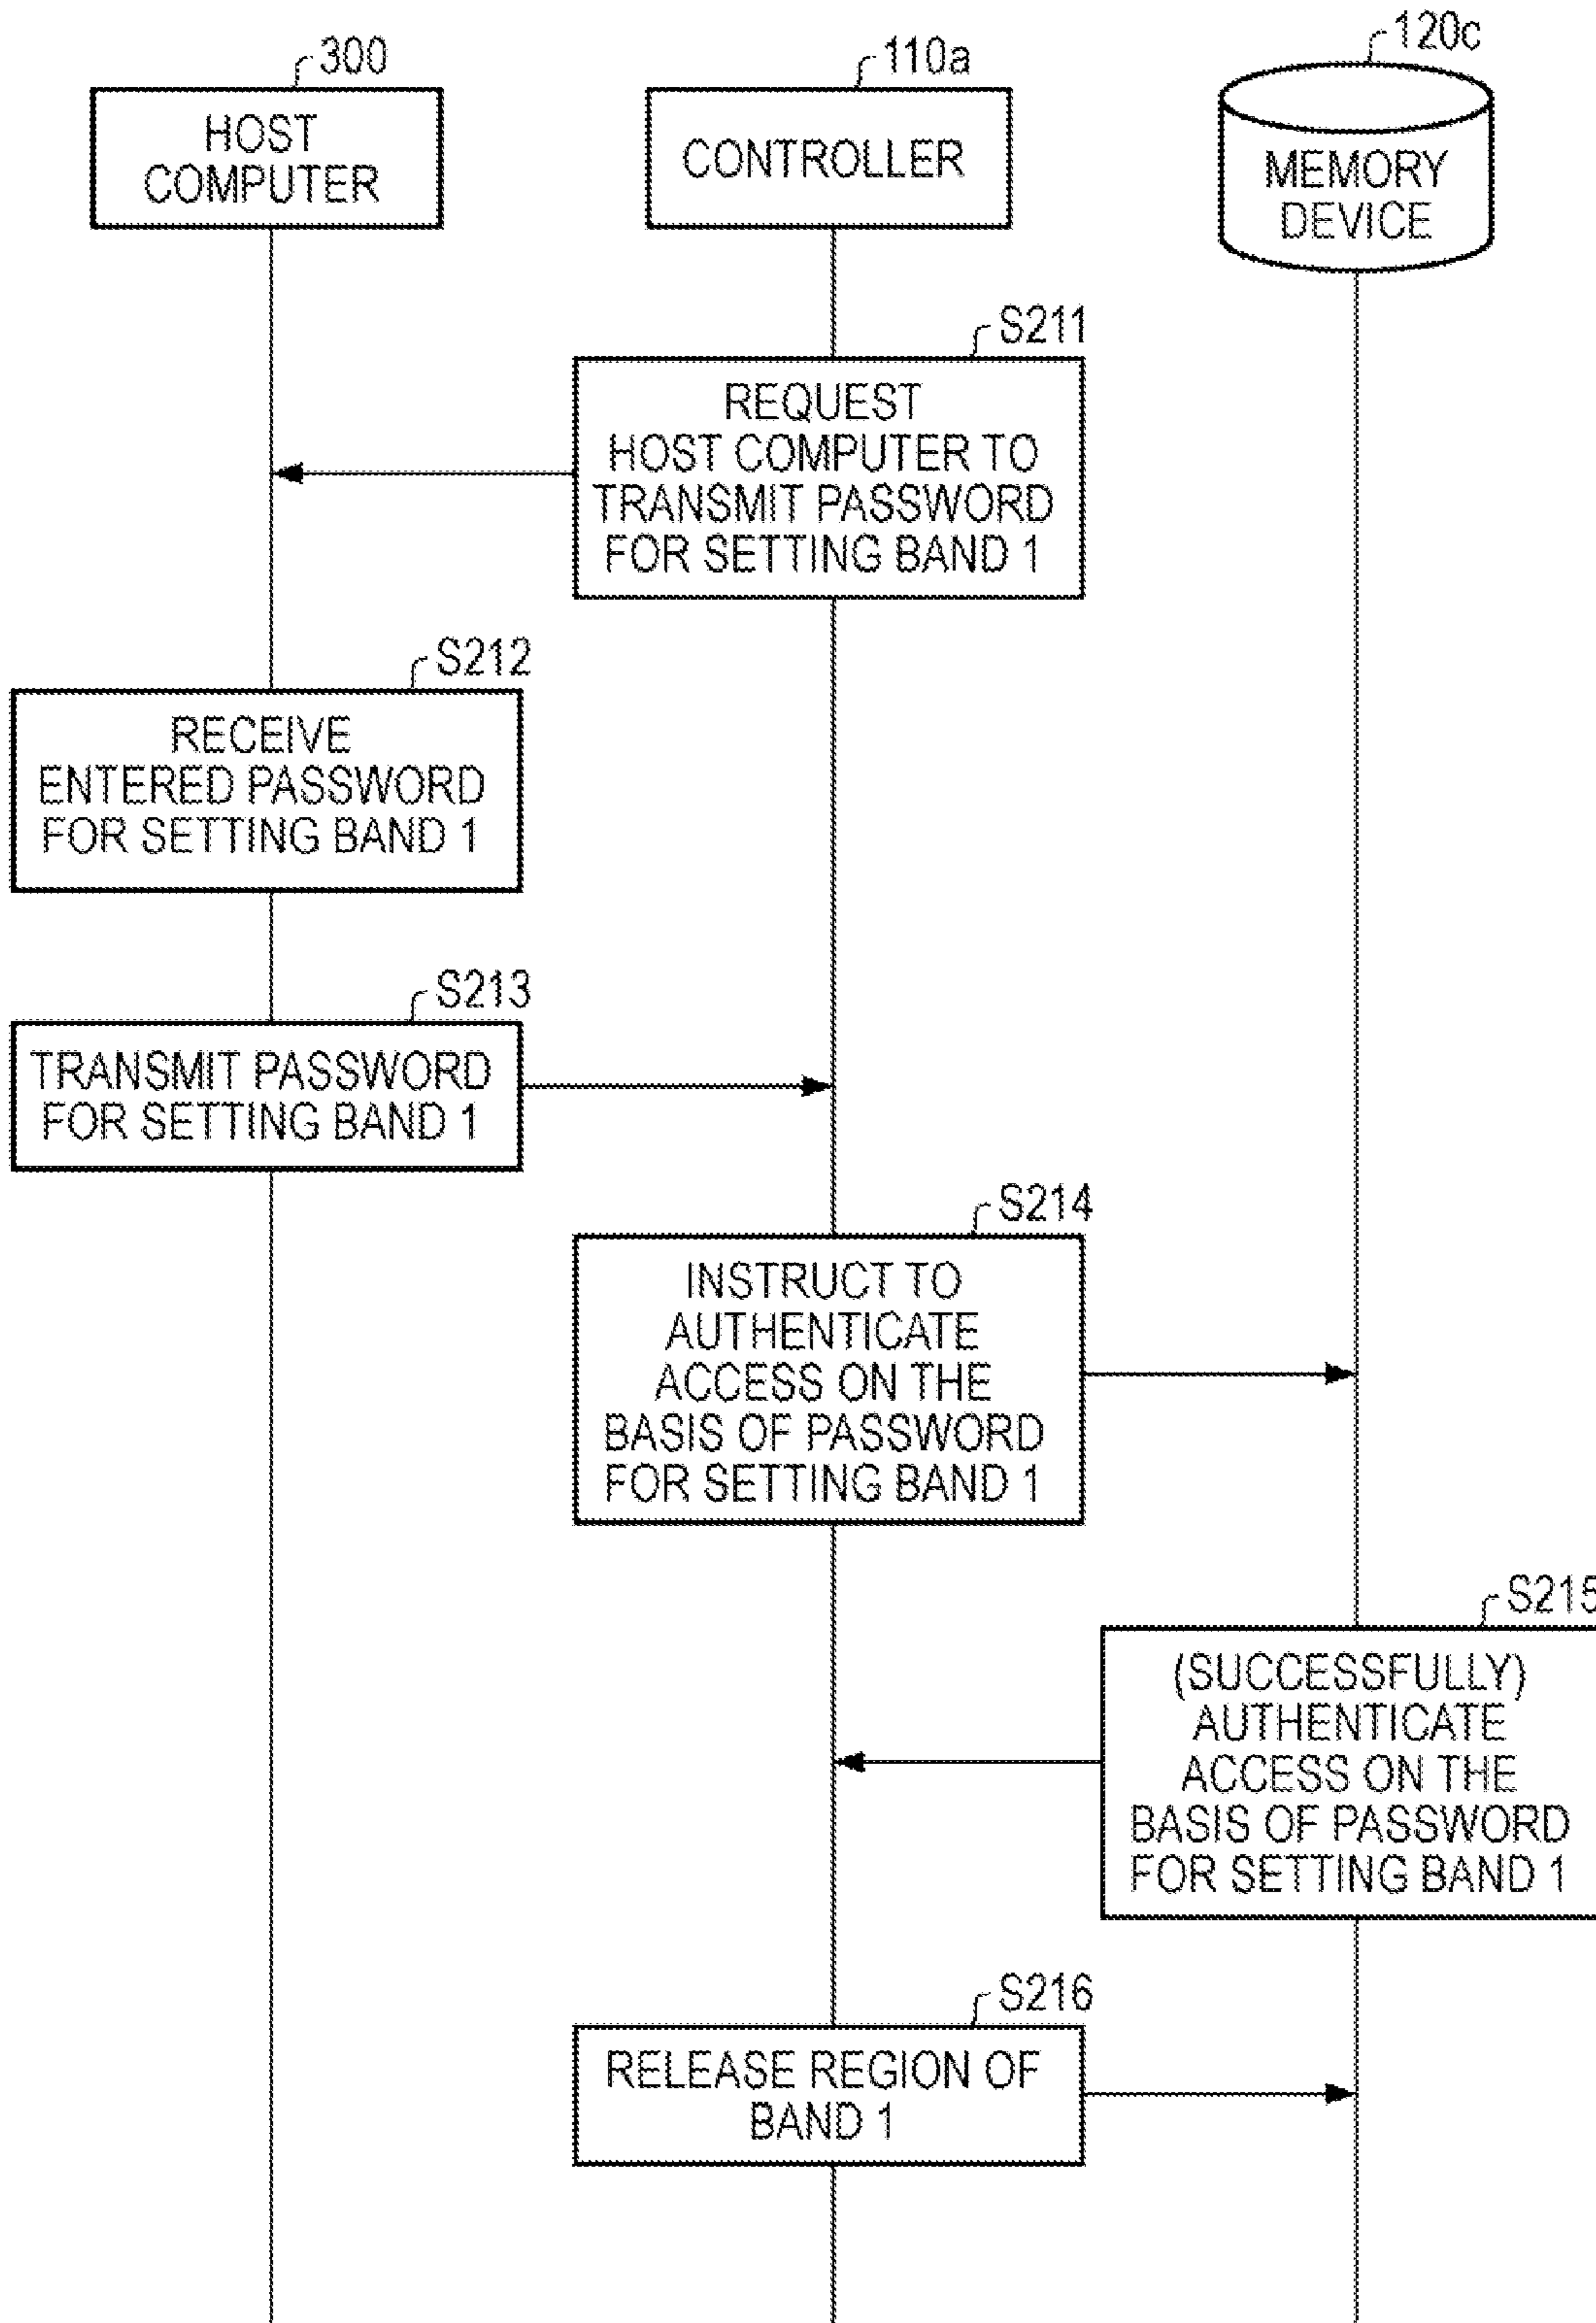 300
HOST
COMPUTER
110a
CONTROLLER
120c
MEMORY
DEVICE
S211
REQUEST
HOST COMPUTER TO
TRANSMIT PASSWORD
FOR SETTING BAND 1
S212
RECEIVE
ENTERED PASSWORD
FOR SETTING BAND 1
S213
TRANSMIT PASSWORD
FOR SETTING BAND 1
S214
INSTRUCT TO
AUTHENTICATE
ACCESS ON THE
BASIS OF PASSWORD
FOR SETTING BAND 1
S215
(SUCCESSFULLY)
AUTHENTICATE
ACCESS ON THE
BASIS OF PASSWORD
FOR SETTING BAND 1
S216
RELEASE REGION OF
BAND 1